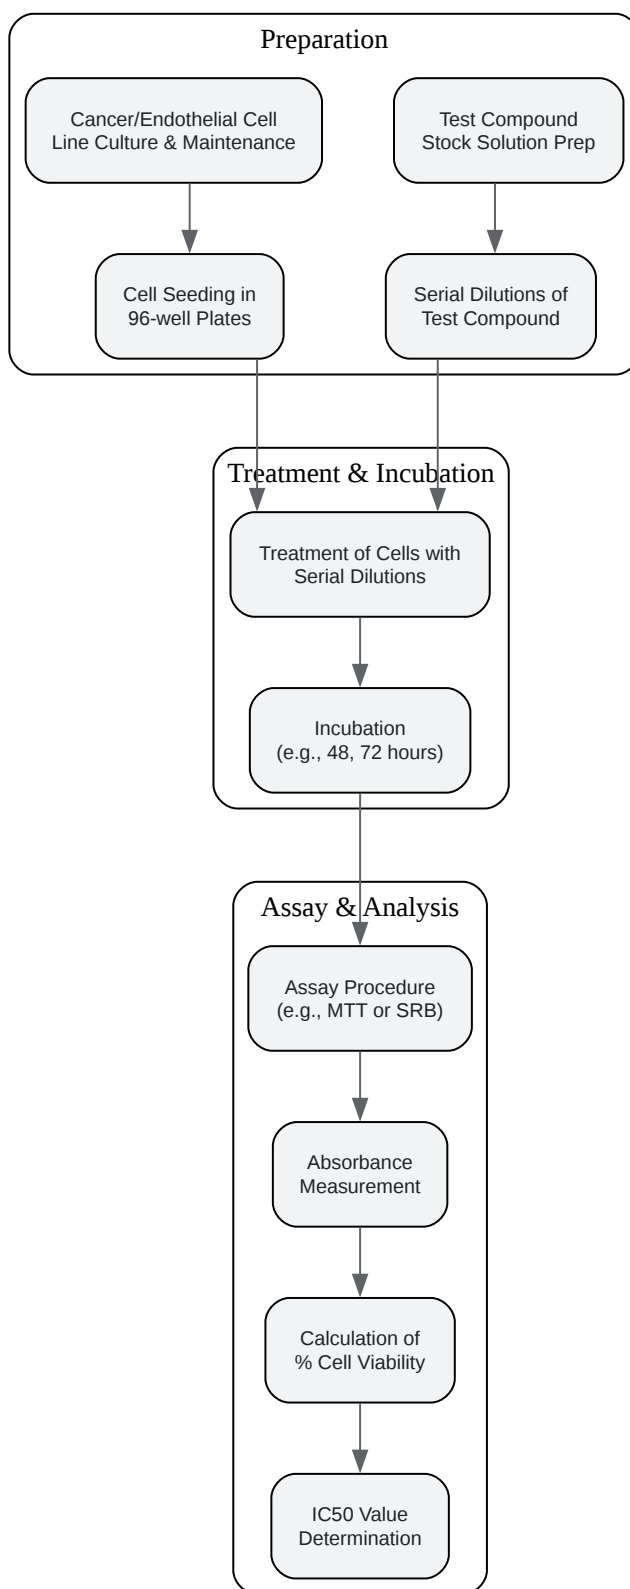 Preparation
Cancer/Endothelial Cell
Line Culture & Maintenance
Test Compound
Stock Solution Prep
Cell Seeding in
96-well Plates
Serial Dilutions of
Test Compound
Treatment & Incubation
Treatment of Cells with
Serial Dilutions
Incubation
(e.g., 48, 72 hours)
Assay & Analysis
Assay Procedure
(e.g., MTT or SRB)
Absorbance
Measurement
Calculation of
% Cell Viability
IC50 Value
Determination